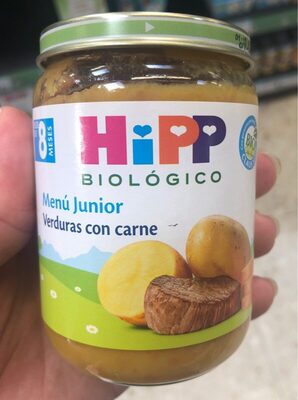 8
MESES
HiPP
BIOLÓGICO
Menú Junior
Verduras con carne